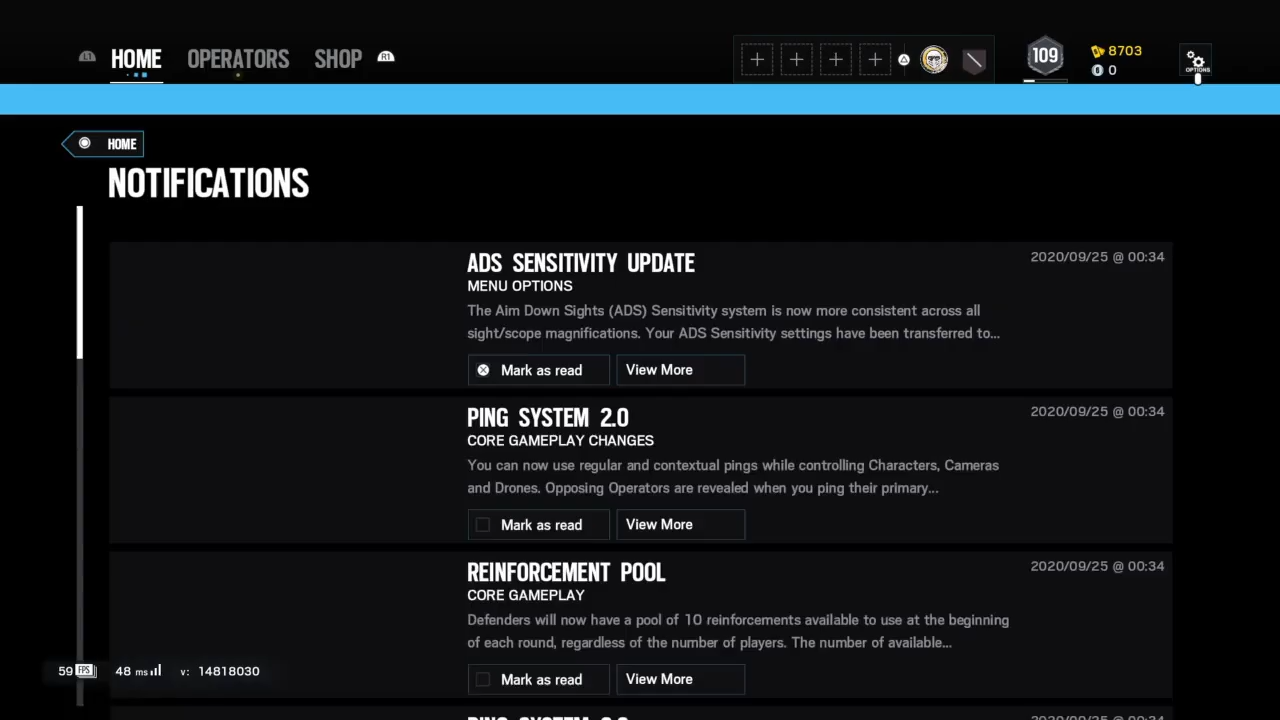 L1 HOME OPERATORS SHOP R1
109
8703
0
OPTIONS
HOME
NOTIFICATIONS
ADS SENSITIVITY UPDATE
2020/09/25 @ 00:34
MENU OPTIONS
The Aim Down Sights (ADS) Sensitivity system is now more consistent across all
sight/scope magnifications. Your ADS Sensitivity settings have been transferred to...
Mark as read View More
PING SYSTEM 2.0
2020/09/25 @ 00:34
CORE GAMEPLAY CHANGES
You can now use regular and contextual pings while controlling Characters, Cameras
and Drones. Opposing Operators are revealed when you ping their primary...
Mark as read View More
REINFORCEMENT POOL
2020/09/25 @ 00:34
CORE GAMEPLAY
Defenders will now have a pool of 10 reinforcements available to use at the beginning
of each round, regardless of the number of players. The number of available...
59 FPS 48 ms v: 14818030
Mark as read View More